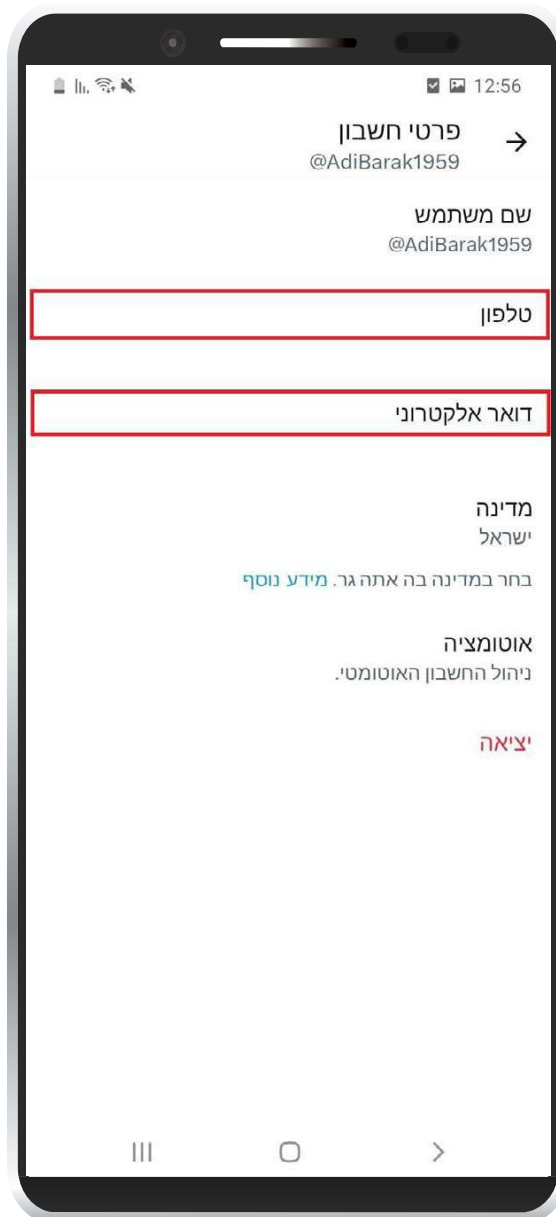 12:56
פרטי חשבון
@AdiBarak1959
שם משתמש
@AdiBarak1959
טלפון
דואר אלקטרוני
מדינה
ישראל
בחר במדינה בה אתה גר. מידע נוסף
אוטומציה
ניהול החשבון האוטומטי.
יציאה